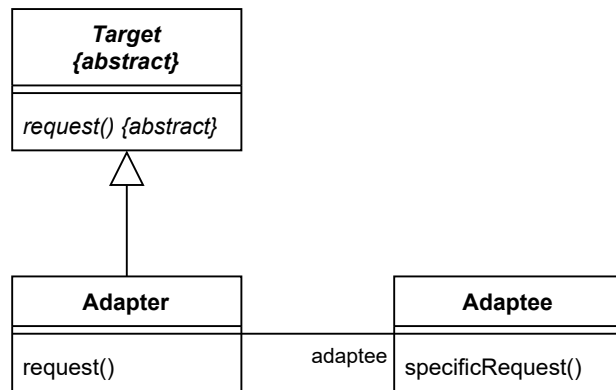 Target
{abstract}
request() {abstract}
Adapter
Adaptee
request()
adaptee
specificRequest()